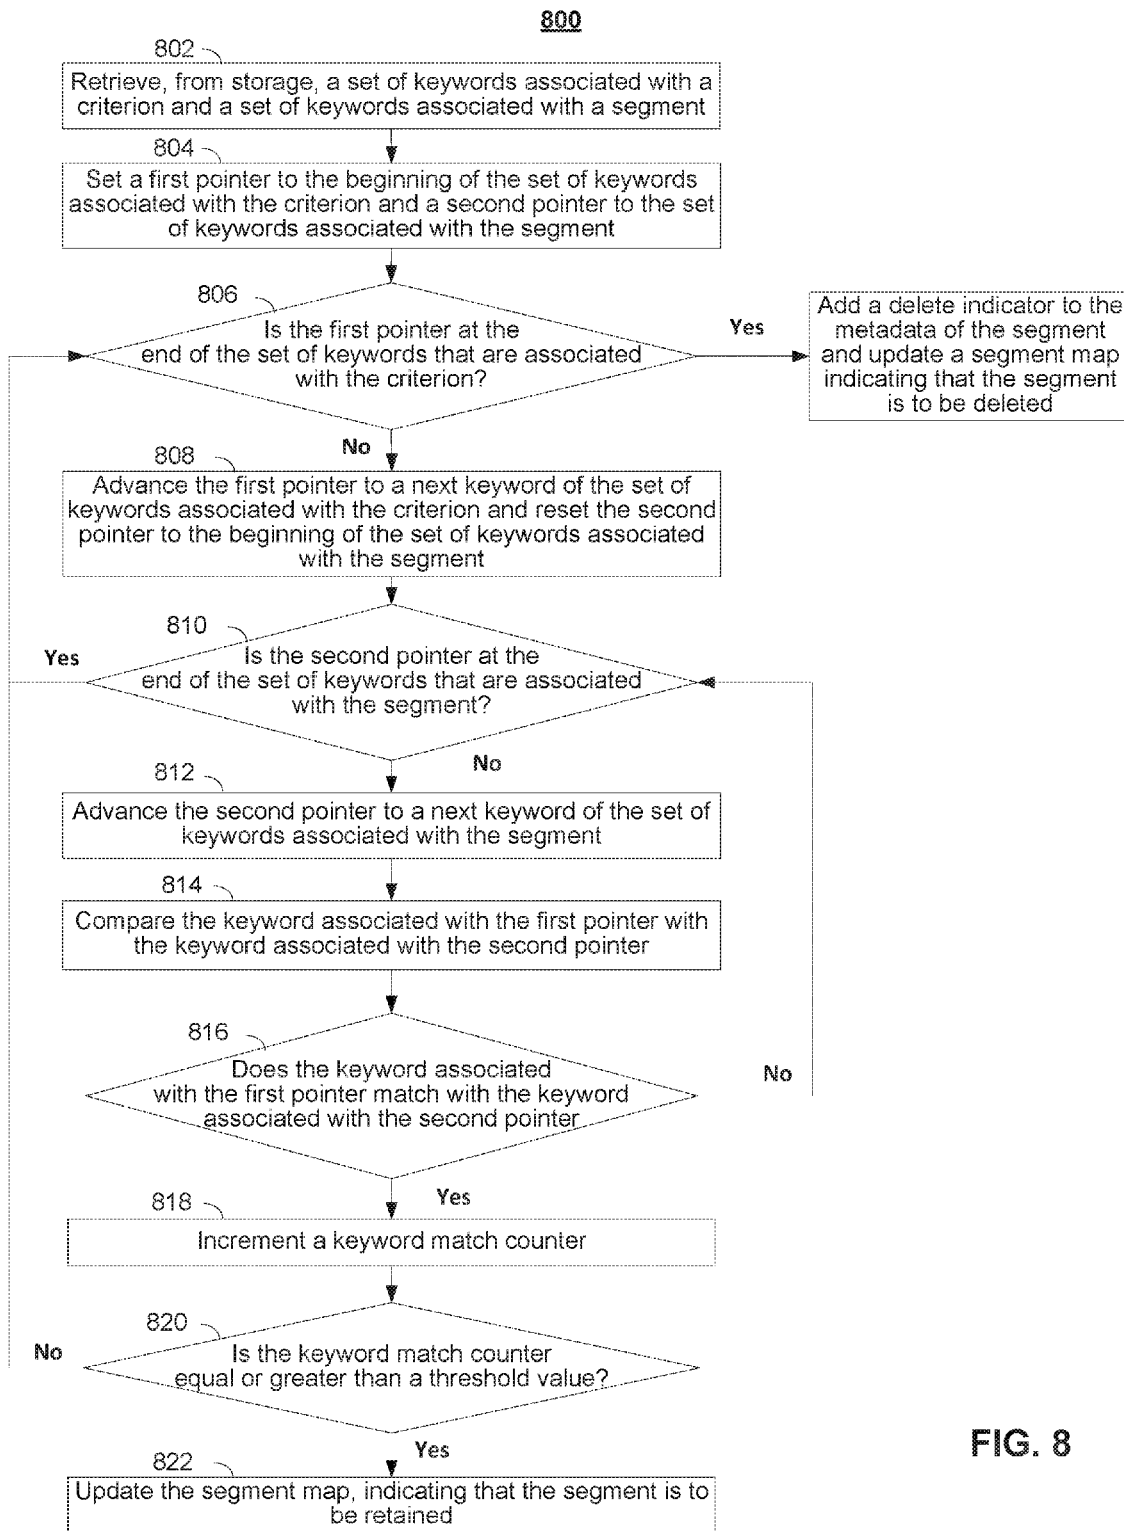 800
802
Retrieve, from storage, a set of keywords associated with a
criterion and a set of keywords associated with a segment
804
Set a first pointer to the beginning of the set of keywords
associated with the criterion and a second pointer to the set
of keywords associated with the segment
806
Is the first pointer at the
end of the set of keywords that are associated
with the criterion?
Yes
Add a delete indicator to the
metadata of the segment
and update a segment map
indicating that the segment
is to be deleted
No
808
Advance the first pointer to a next keyword of the set of
keywords associated with the criterion and reset the second
pointer to the beginning of the set of keywords associated
with the segment
810
Yes
Is the second pointer at the
end of the set of keywords that are associated
with the segment?
No
812
Advance the second pointer to a next keyword of the set of
keywords associated with the segment
814
Compare the keyword associated with the first pointer with
the keyword associated with the second pointer
816
Does the keyword associated
with the first pointer match with the keyword
associated with the second pointer
No
Yes
818
Increment a keyword match counter
820
No
Is the keyword match counter
equal or greater than a threshold value?
Yes
FIG. 8
822
Update the segment map, indicating that the segment is to
be retained